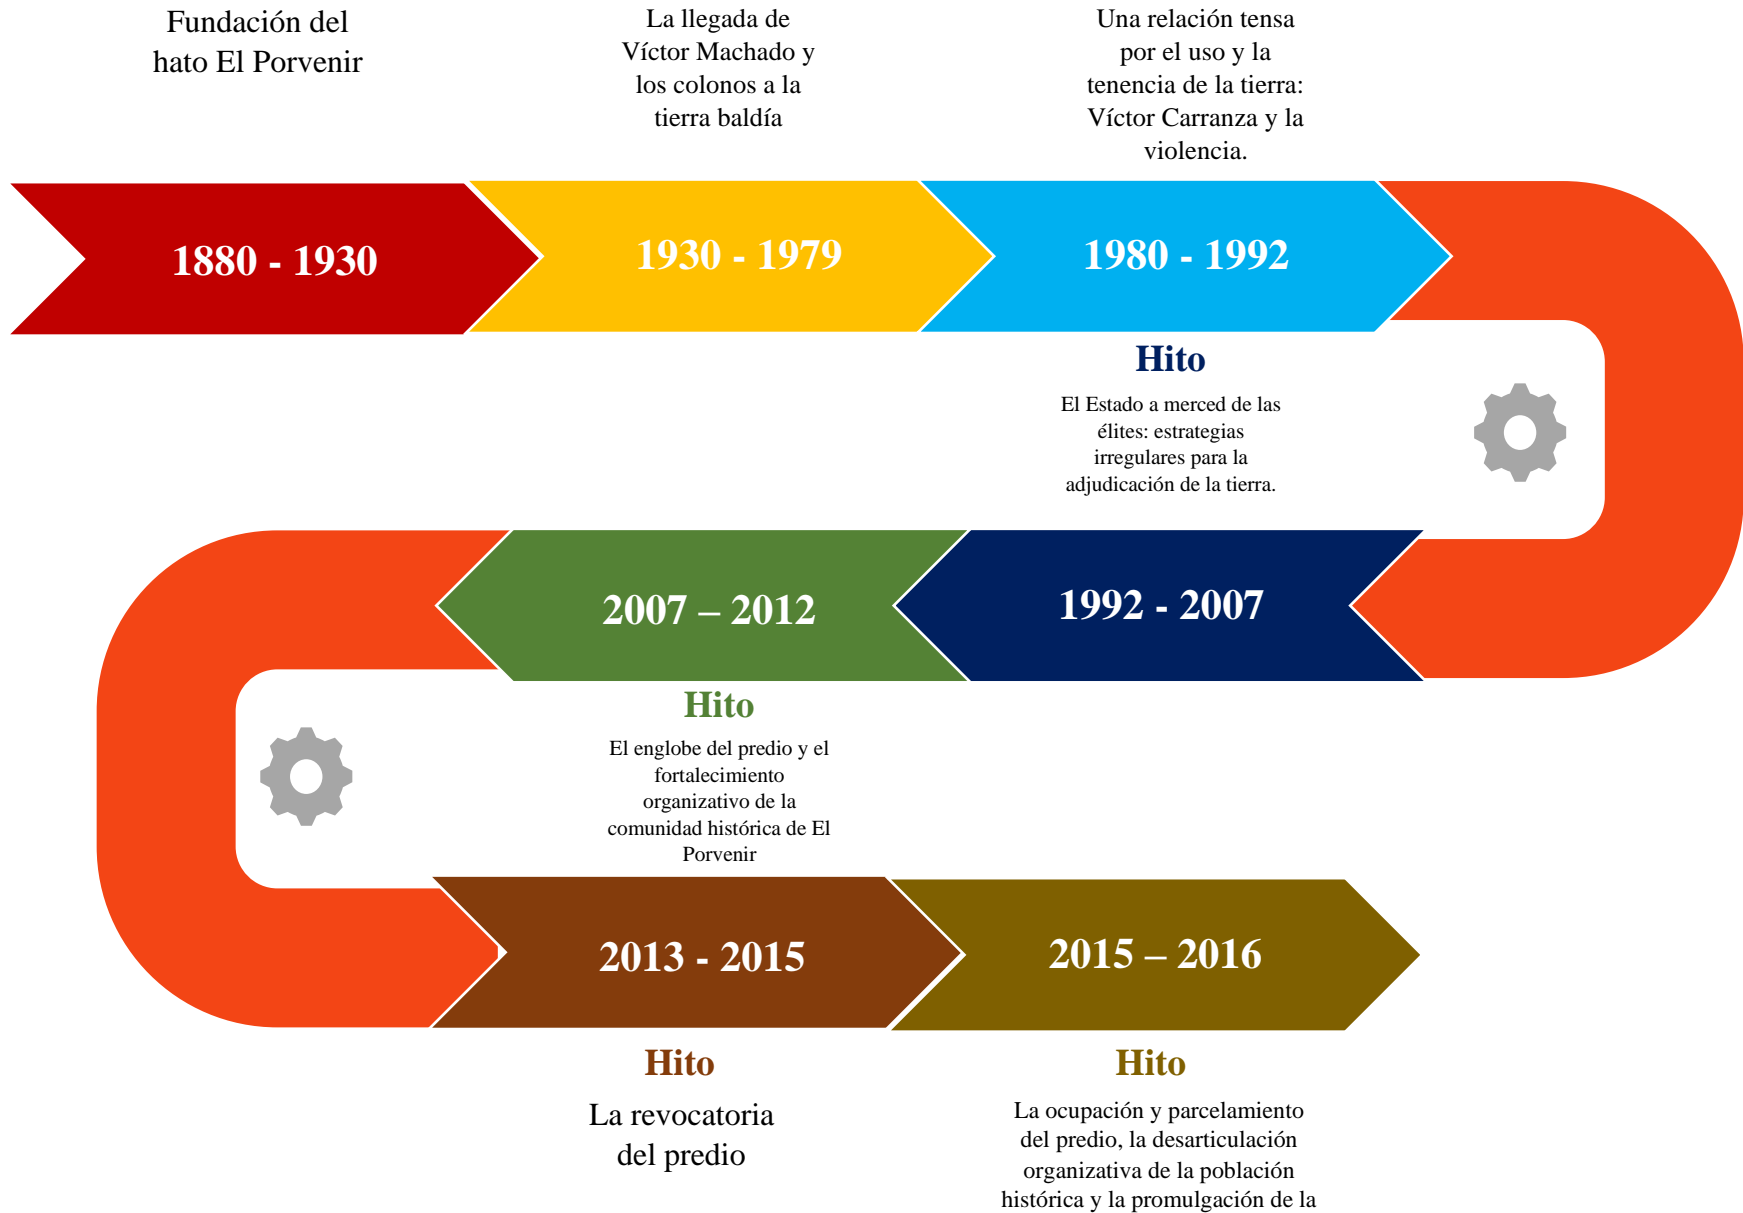 Fundación del
hato El Porvenir
La llegada de
Víctor Machado y
los colonos a la
tierra baldía
Una relación tensa
por el uso y la
tenencia de la tierra:
Víctor Carranza y la
violencia.
1880 - 1930
1930 - 1979
1980 - 1992
Hito
El Estado a merced de las
élites: estrategias
irregulares para la
adjudicación de la tierra.
2007 – 2012
1992 - 2007
Hito
El englobe del predio y el
fortalecimiento
organizativo de la
comunidad histórica de El
Porvenir
2013 - 2015
2015 – 2016
Hito
La revocatoria
del predio
Hito
La ocupación y parcelamiento
del predio, la desarticulación
organizativa de la población
histórica y la promulgación de la